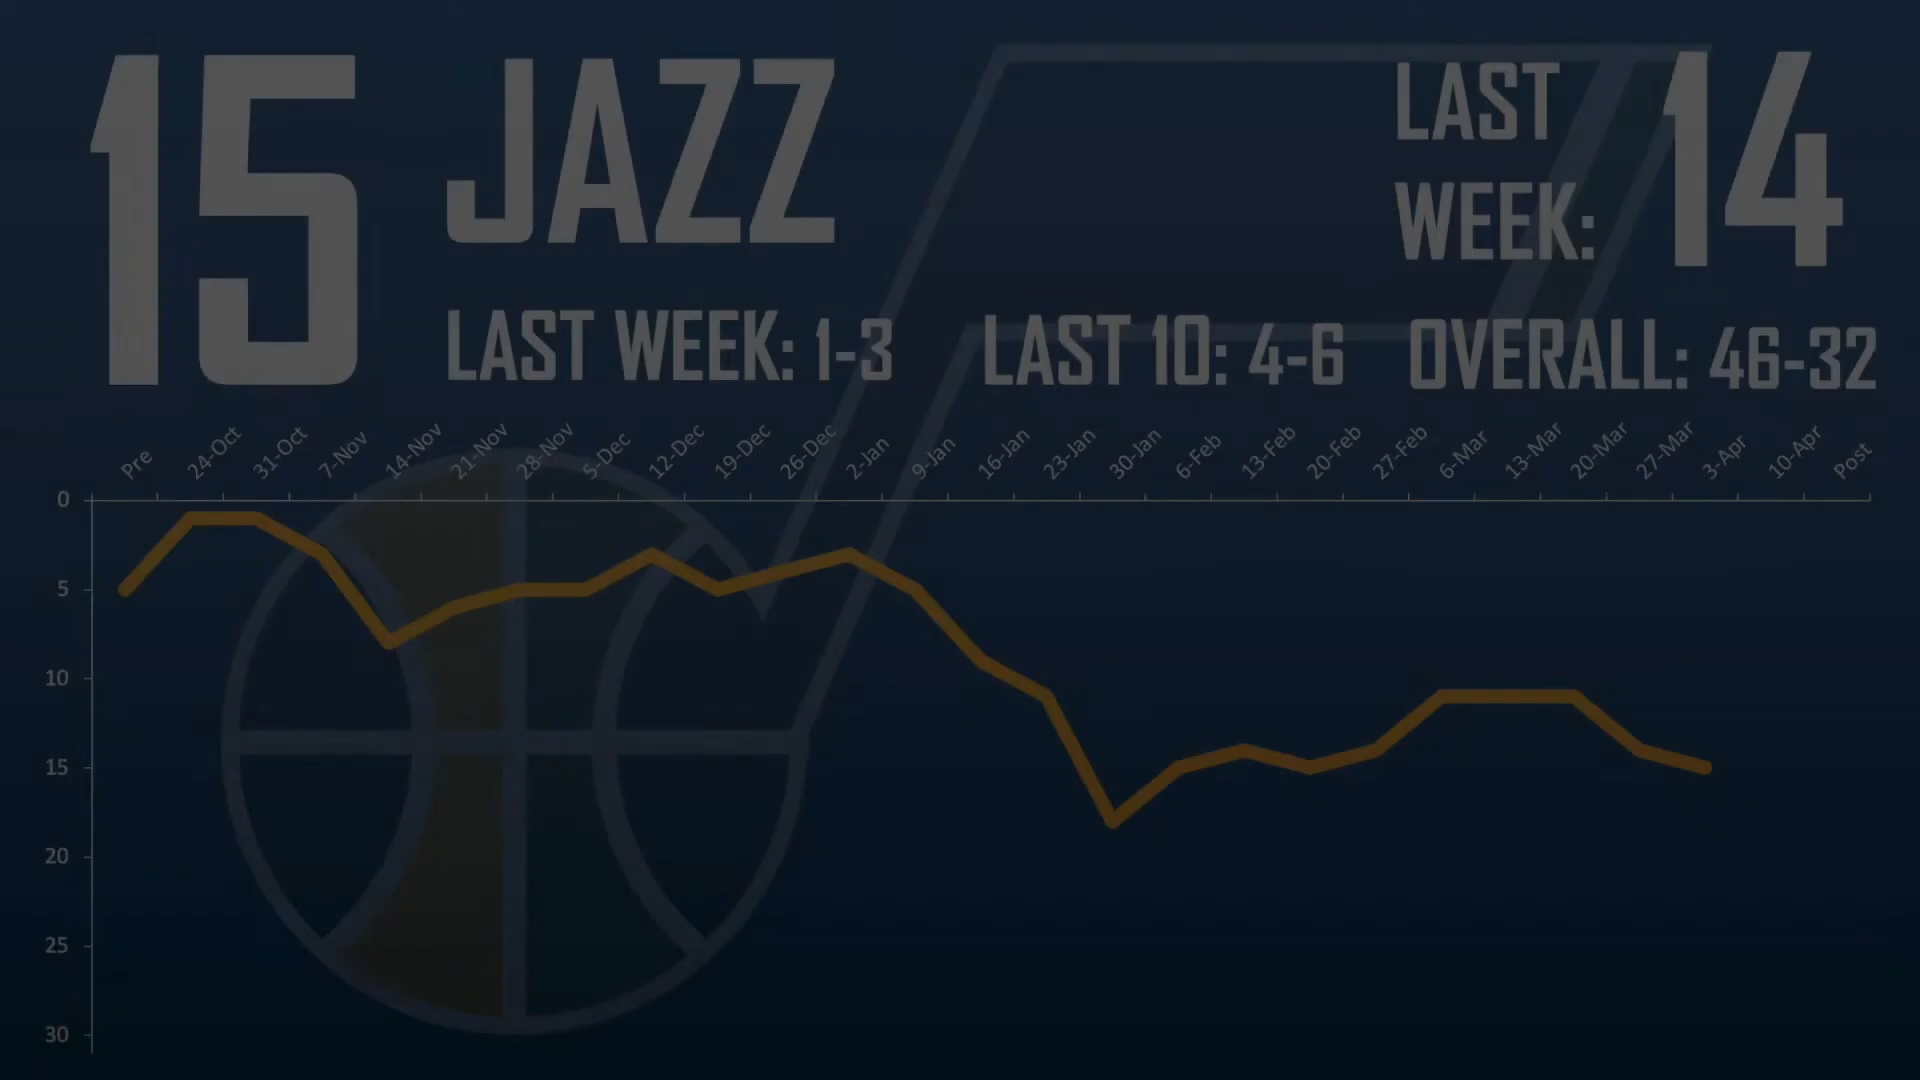 15 JAZZ LAST WEEK: 14
LAST WEEK: 1-3 LAST 10: 4-6 OVERALL: 46-32
Pre 24-Oct 31-Oct 7-Nov 14-Nov 21-Nov 28-Nov 5-Dec 12-Dec 19-Dec 26-Dec 2-Jan 9-Jan 16-Jan 23-Jan 30-Jan 6-Feb 13-Feb 20-Feb 27-Feb 6-Mar 13-Mar 20-Mar 27-Mar 3-Apr 10-Apr Post
0
5
10
15
20
25
30